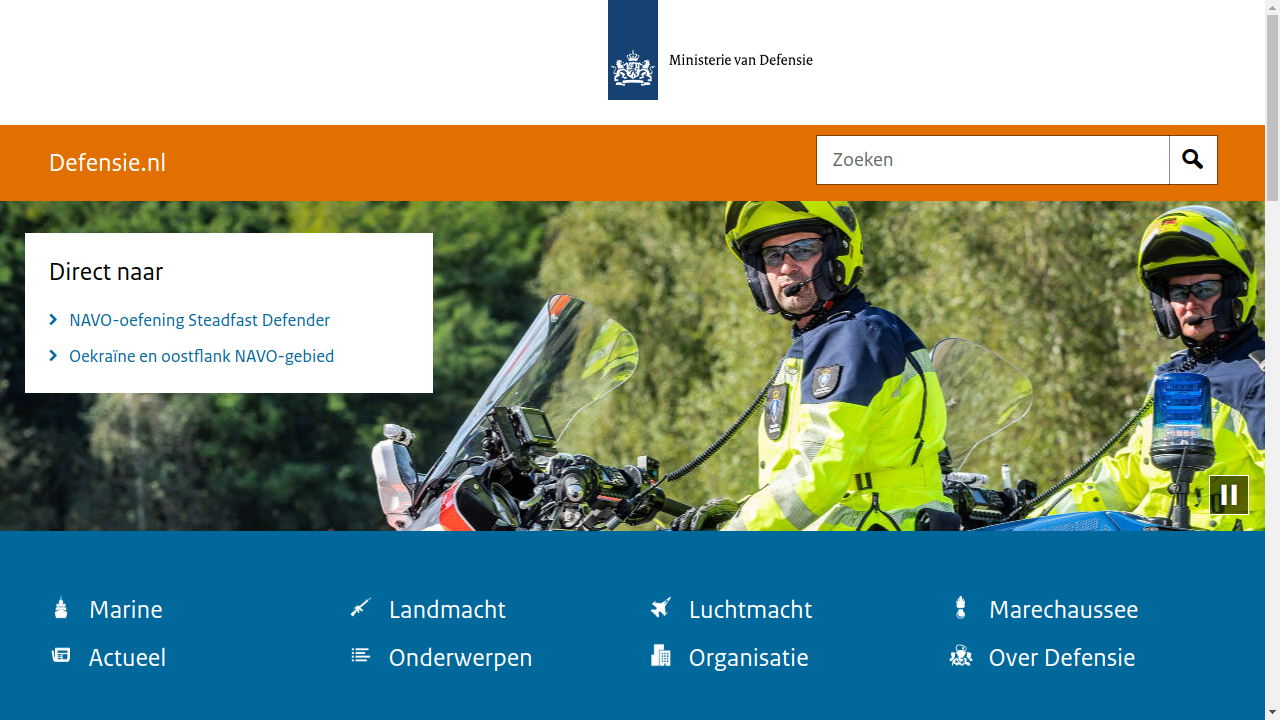 Ministerie van Defensie
Defensie.nl
Zoeken
Direct naar
NAVO-oefening Steadfast Defender
Oekraïne en oostflank NAVO-gebied
Marine
Landmacht
Luchtmacht
Marechaussee
Actueel
Onderwerpen
Organisatie
Over Defensie